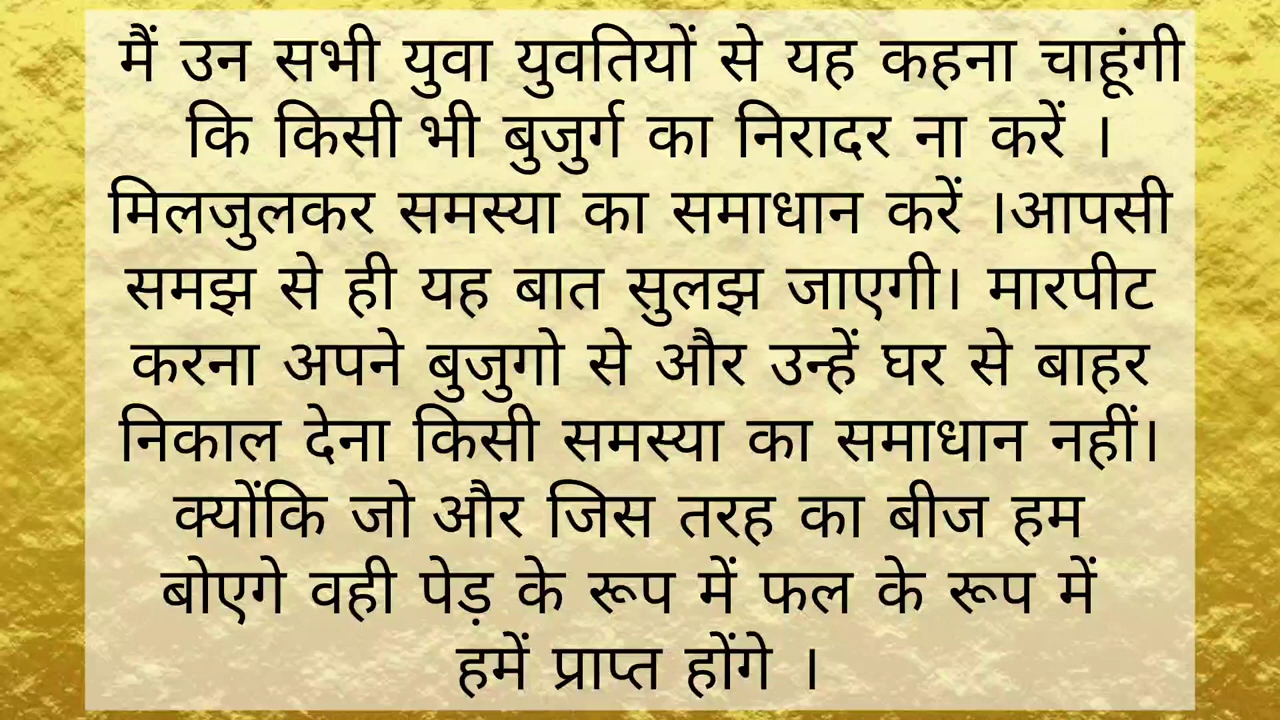 मैं उन सभी युवा युवतियों से यह कहना चाहूंगी
कि किसी भी बुजुर्ग का निरादर ना करें ।
मिलजुलकर समस्या का समाधान करें ।आपसी
समझ से ही यह बात सुलझ जाएगी। मारपीट
करना अपने बुजुगो से और उन्हें घर से बाहर
निकाल देना किसी समस्या का समाधान नहीं।
क्योंकि जो और जिस तरह का बीज हम
बोएगे वही पेड़ के रूप में फल के रूप में
हमें प्राप्त होंगे ।